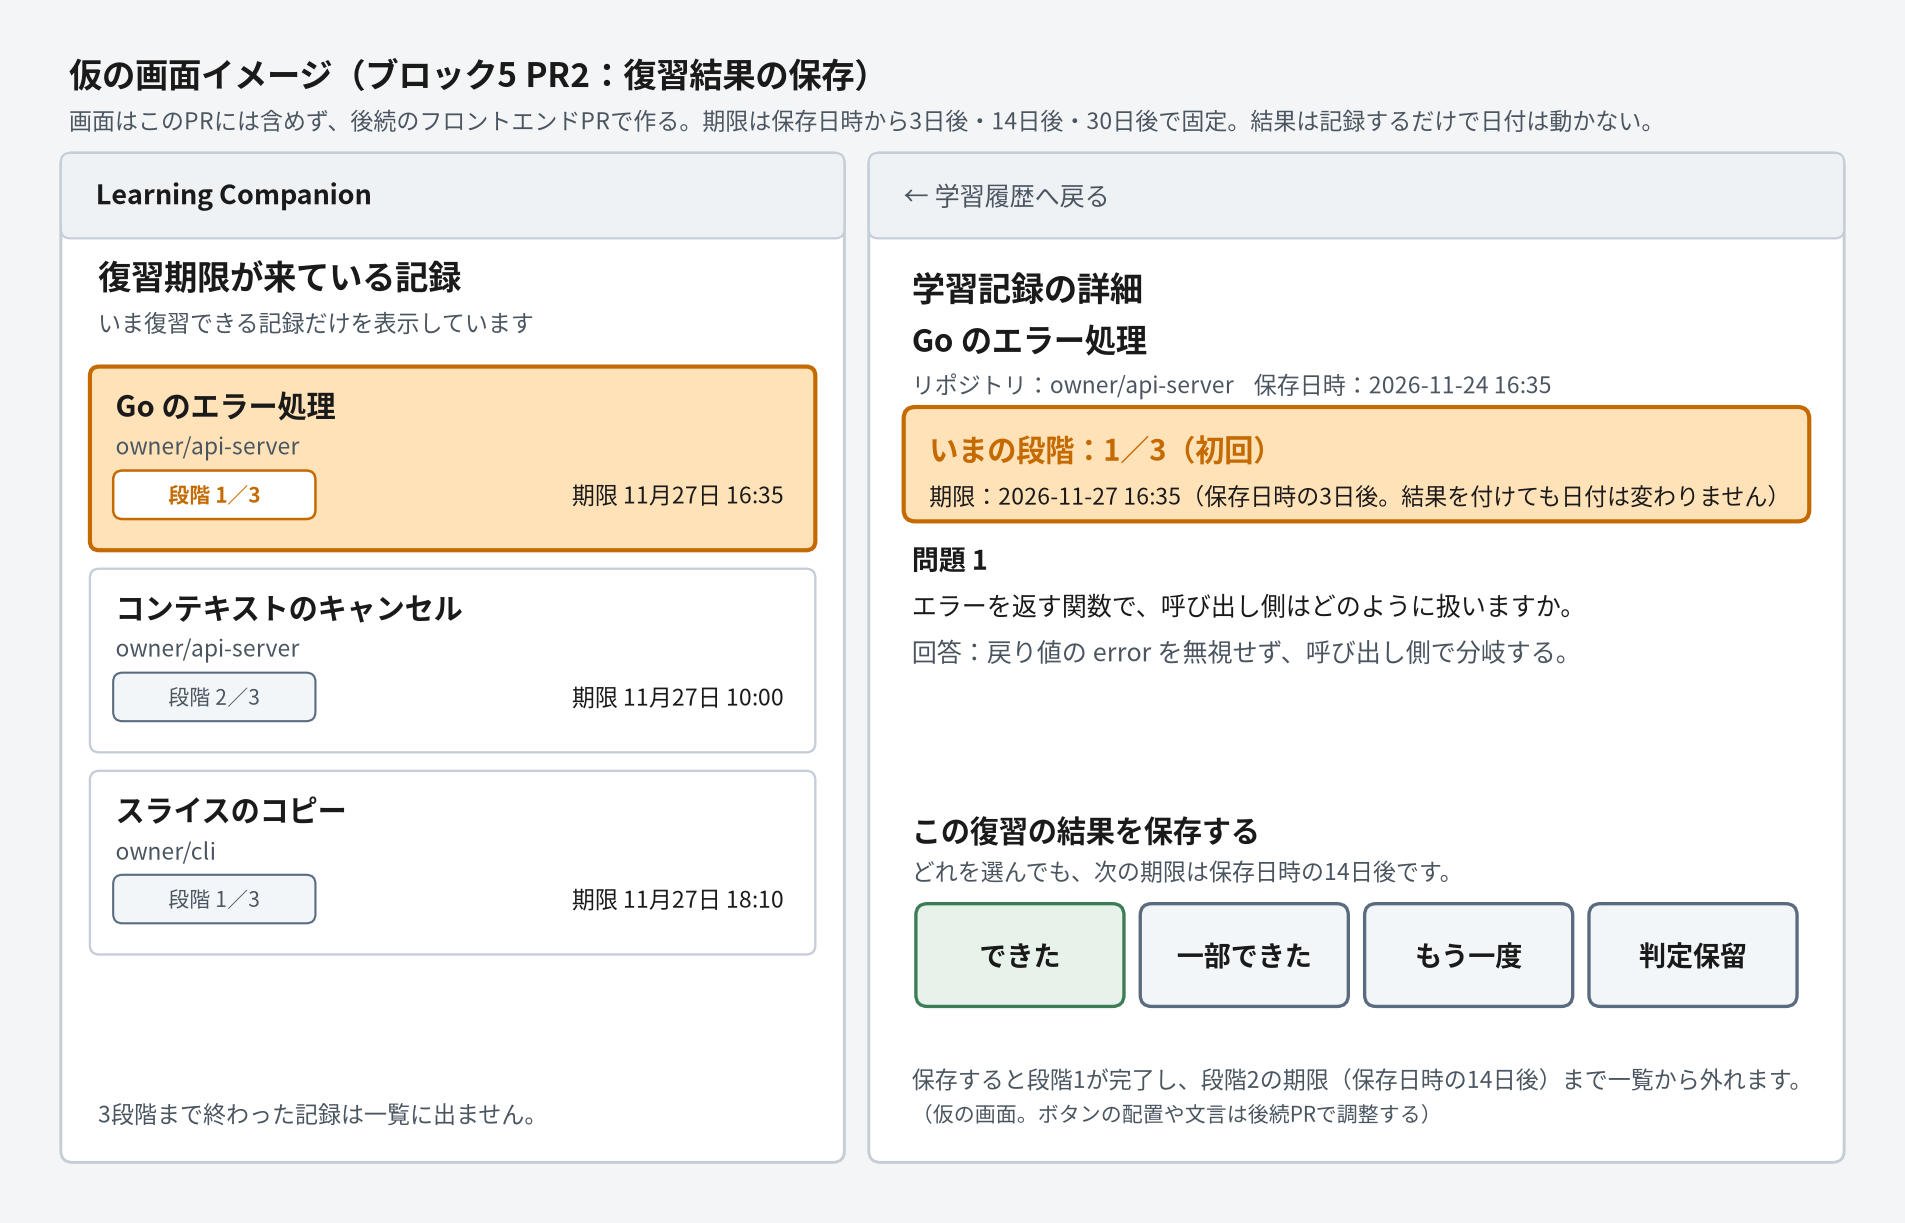 仮の画面イメージ（ブロック5 PR2：復習結果の保存）
画面はこのPRには含めず、後続のフロントエンドPRで作る。期限は保存日時から3日後・14日後・30日後で固定。結果は記録するだけで日付は動かない。
Learning Companion
復習期限が来ている記録
いま復習できる記録だけを表示しています
Go のエラー処理
owner/api-server
段階 1／3
期限 11月27日 16:35
コンテキストのキャンセル
owner/api-server
段階 2／3
期限 11月27日 10:00
スライスのコピー
owner/cli
段階 1／3
期限 11月27日 18:10
3段階まで終わった記録は一覧に出ません。
← 学習履歴へ戻る
学習記録の詳細
Go のエラー処理
リポジトリ：owner/api-server 保存日時：2026-11-24 16:35
いまの段階：1／3（初回）
期限：2026-11-27 16:35（保存日時の3日後。結果を付けても日付は変わりません）
問題 1
エラーを返す関数で、呼び出し側はどのように扱いますか。
回答：戻り値の error を無視せず、呼び出し側で分岐する。
この復習の結果を保存する
どれを選んでも、次の期限は保存日時の14日後です。
できた
一部できた
もう一度
判定保留
保存すると段階1が完了し、段階2の期限（保存日時の14日後）まで一覧から外れます。
（仮の画面。ボタンの配置や文言は後続PRで調整する）